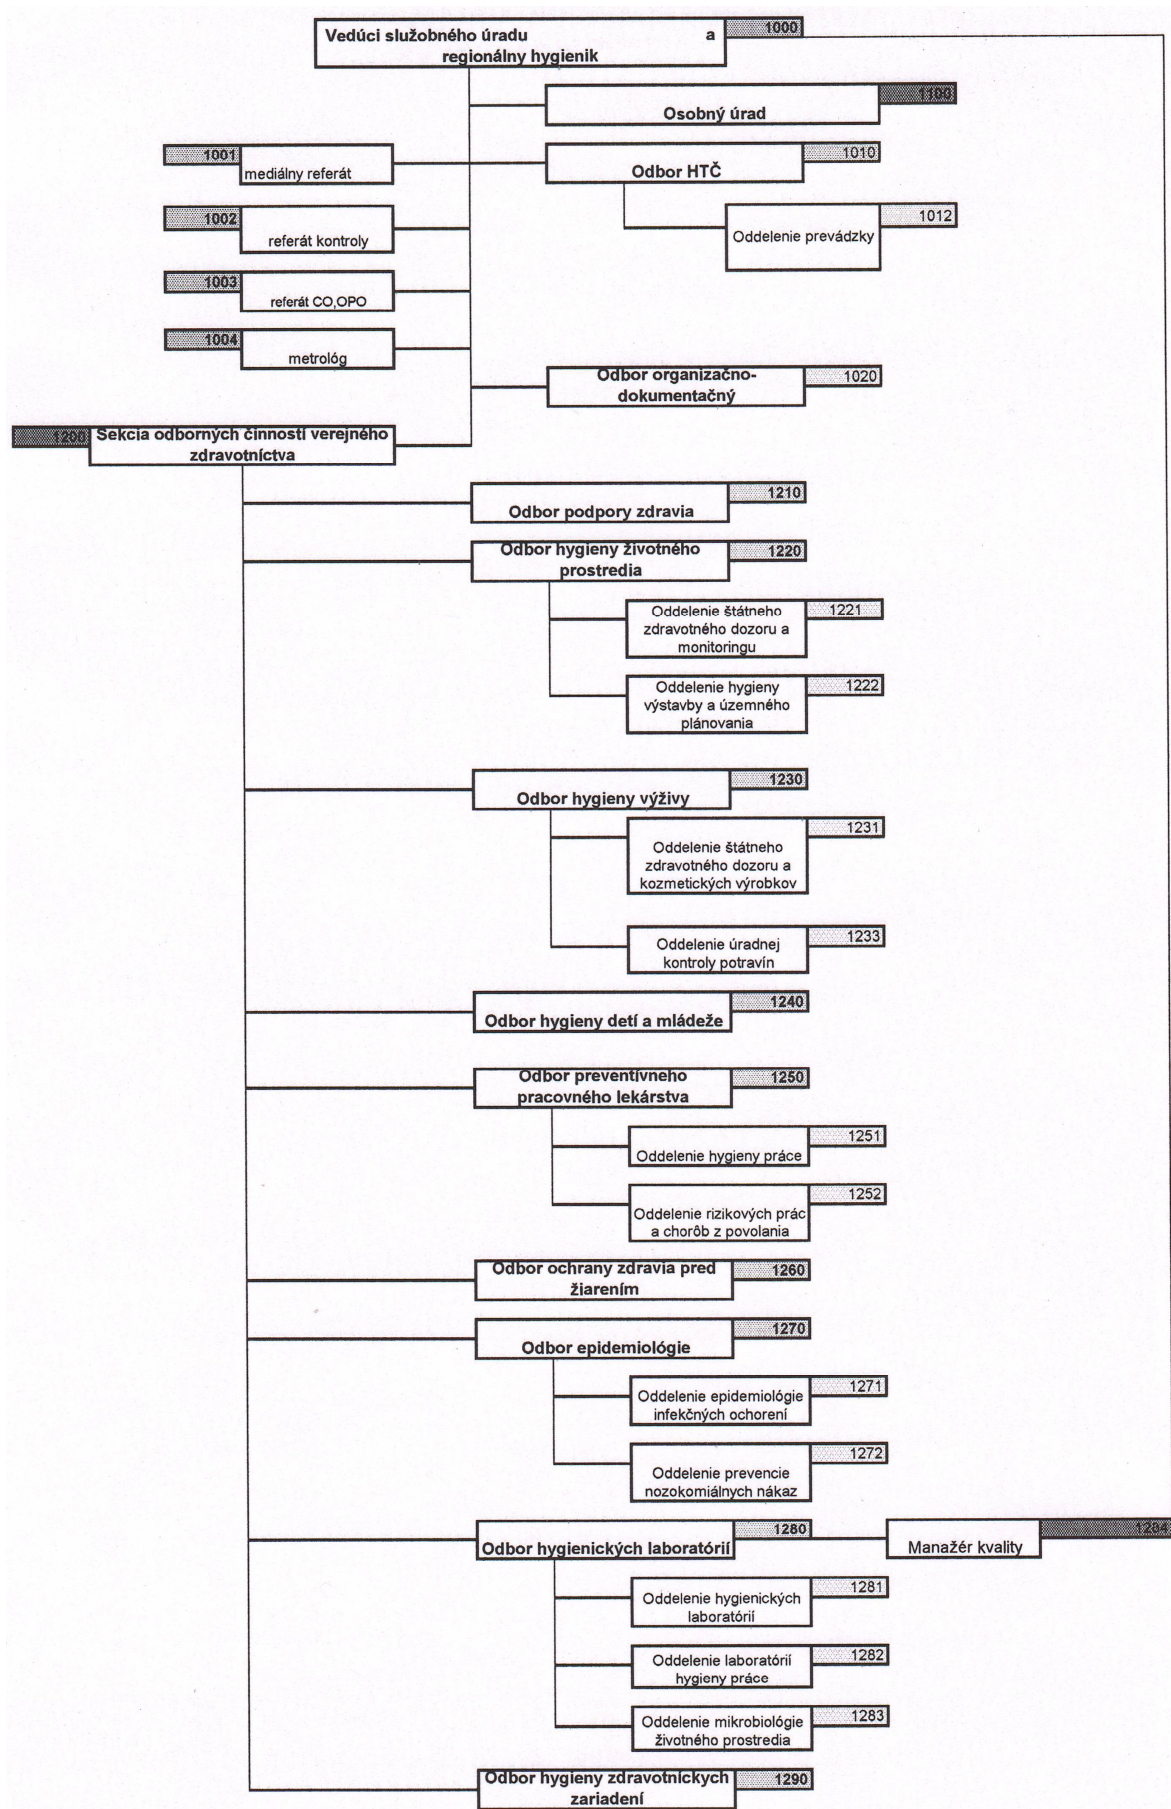 Vedúci služobného úradu a
regionálny hygienik
1000
Osobný úrad
1100
1001
mediálny referát
Odbor HTČ
1010
1002
referát kontroly
Oddelenie prevádzky
1012
1003
referát CO,OPO
1004
metrológ
Odbor organizačno-
dokumentačný
1020
1200
Sekcia odborných činností verejného
zdravotníctva
Odbor podpory zdravia
1210
Odbor hygieny životného
prostredia
1220
Oddelenie štátneho
zdravotného dozoru a
monitoringu
1221
Oddelenie hygieny
výstavby a územného
plánovania
1222
Odbor hygieny výživy
1230
Oddelenie štátneho
zdravotného dozoru a
kozmetických výrobkov
1231
Oddelenie úradnej
kontroly potravín
1233
Odbor hygieny detí a mládeže
1240
Odbor preventívneho
pracovného lekárstva
1250
Oddelenie hygieny práce
1251
Oddelenie rizikových prác
a chorôb z povolania
1252
Odbor ochrany zdravia pred
žiarením
1260
Odbor epidemiológie
1270
Oddelenie epidemiológie
infekčných ochorení
1271
Oddelenie prevencie
nozokomiálnych nákaz
1272
Odbor hygienických laboratórií
1280
Manažér kvality
1284
Oddelenie hygienických
laboratórií
1281
Oddelenie laboratórií
hygieny práce
1282
Oddelenie mikrobiológie
životného prostredia
1283
Odbor hygieny zdravotníckych
zariadení
1290